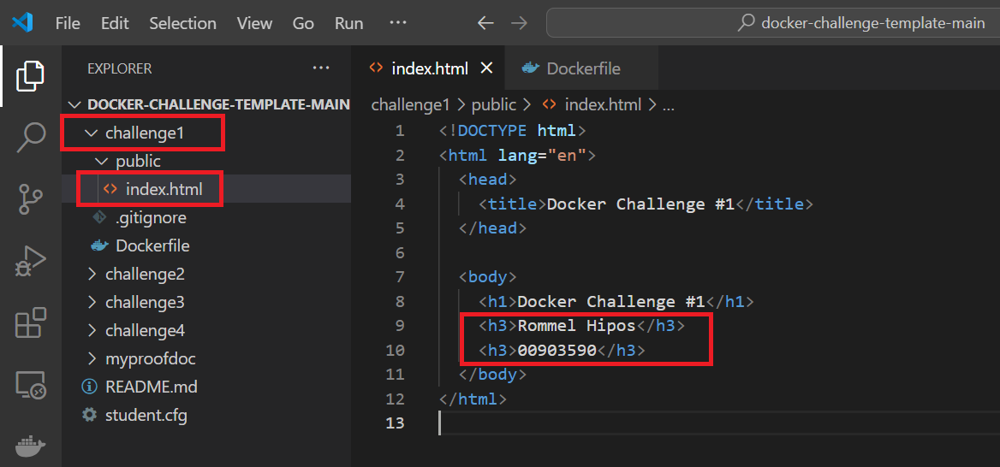 File Edit Selection View Go Run ··· ← → docker-challenge-template-main
EXPLORER ···
DOCKER-CHALLENGE-TEMPLATE-MAIN
challenge1
public
index.html
.gitignore
Dockerfile
challenge2
challenge3
challenge4
myproofdoc
README.md
student.cfg
index.html Dockerfile
challenge1 > public > index.html > ...
1 <!DOCTYPE html>
2 <html lang="en">
3 <head>
4 <title>Docker Challenge #1</title>
5 </head>
6
7 <body>
8 <h1>Docker Challenge #1</h1>
9 <h3>Rommel Hipos</h3>
10 <h3>00903590</h3>
11 </body>
12 </html>
13